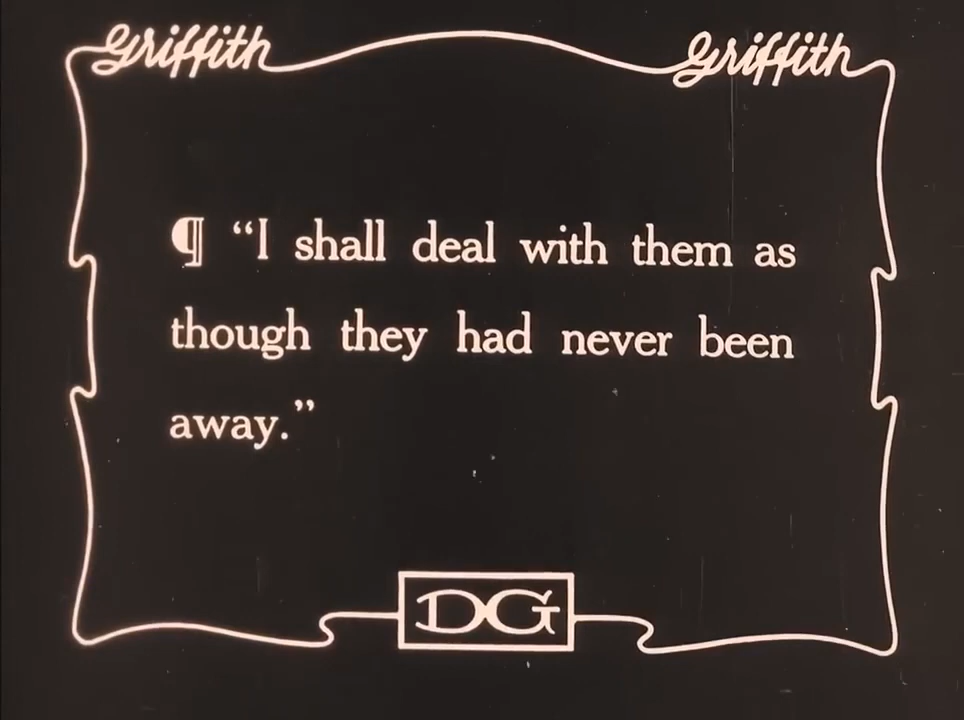 Griffith Griffith
¶ “I shall deal with them as
though they had never been
away.”
DG